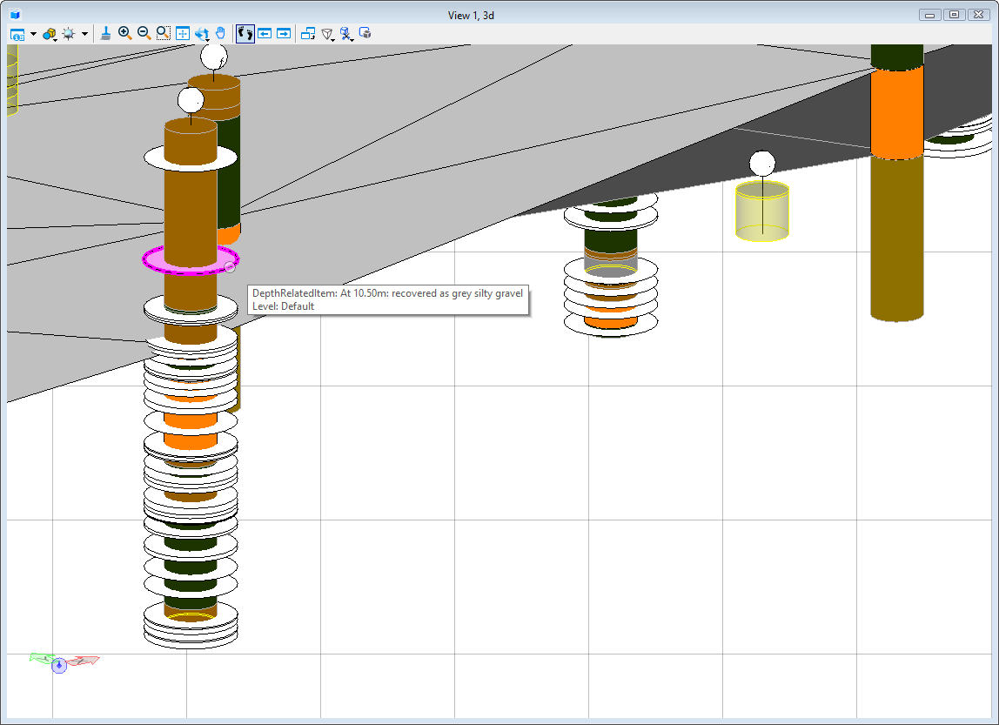 View 1, 3d
DepthRelatedItem: At 10.50m: recovered as grey silty gravel
Level: Default